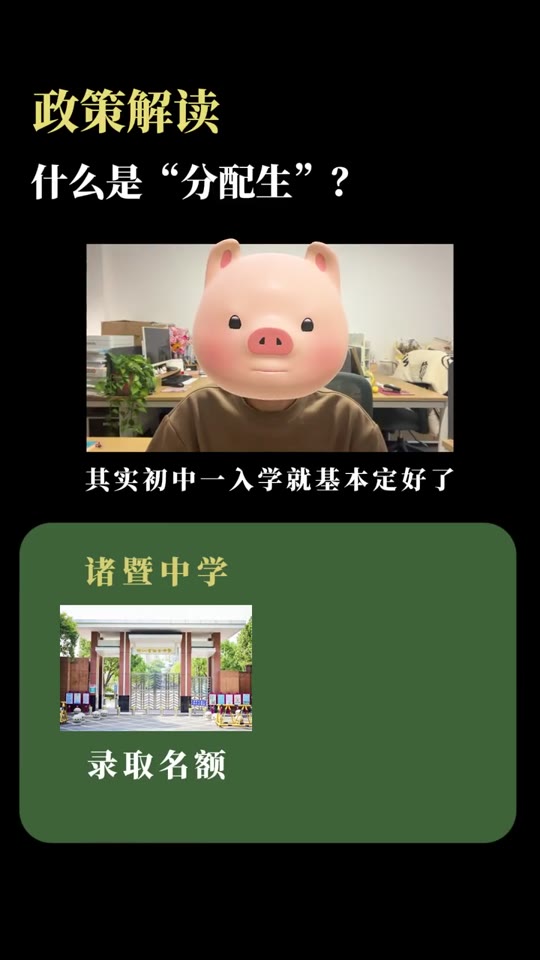 政策解读
什么是“分配生”？
其实初中一入学就基本定好了
诸暨中学
录取名额